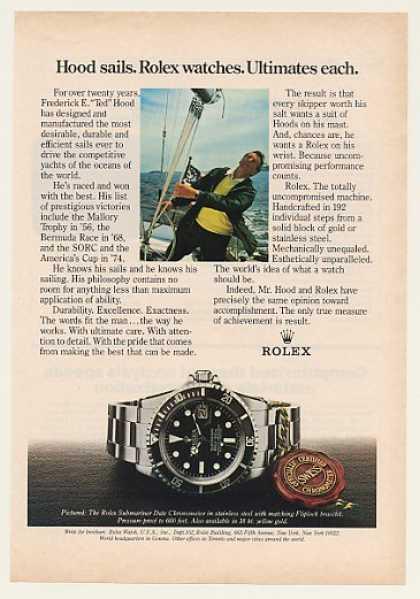 Hood sails. Rolex watches. Ultimates each.
For over twenty years,
Frederick E. "Ted" Hood
has designed and
manufactured the most
desirable, durable and
efficient sails ever to
drive the competitive
yachts of the oceans of
the world.
He's raced and won
with the best. His list
of prestigious victories
include the Mallory
Trophy in '56, the
Bermuda Race in '68,
and the SORC and the
America's Cup in '74.
He knows his sails and he knows his
sailing. His philosophy contains no
room for anything less than maximum
application of ability.
Durability. Excellence. Exactness.
The words fit the man...the way he
works. With ultimate care. With atten-
tion to detail. With the pride that comes
from making the best that can be made.
The result is that
every skipper worth his
salt wants a suit of
Hoods on his mast.
And, chances are, he
wants a Rolex on his
wrist. Because uncom-
promising performance
counts.
Rolex. The totally
uncompromised machine.
Handcrafted in 192
individual steps from a
solid block of gold or
stainless steel.
Mechanically unequaled.
Esthetically unparalleled.
The world's idea of what a watch
should be.
Indeed, Mr. Hood and Rolex have
precisely the same opinion toward
accomplishment. The only true measure
of achievement is result.
ROLEX
SWISS
Pictured: The Rolex Submariner Date Chronometer in stainless steel with matching Fliplock bracelet.
Pressure-proof to 660 feet. Also available in 18 kt. yellow gold.
Write for brochure. Rolex Watch, U.S.A., Inc., Dept. 102, Rolex Building, 665 Fifth Avenue, New York, New York 10022.
World headquarters in Geneva. Other offices in Toronto and major cities around the world.